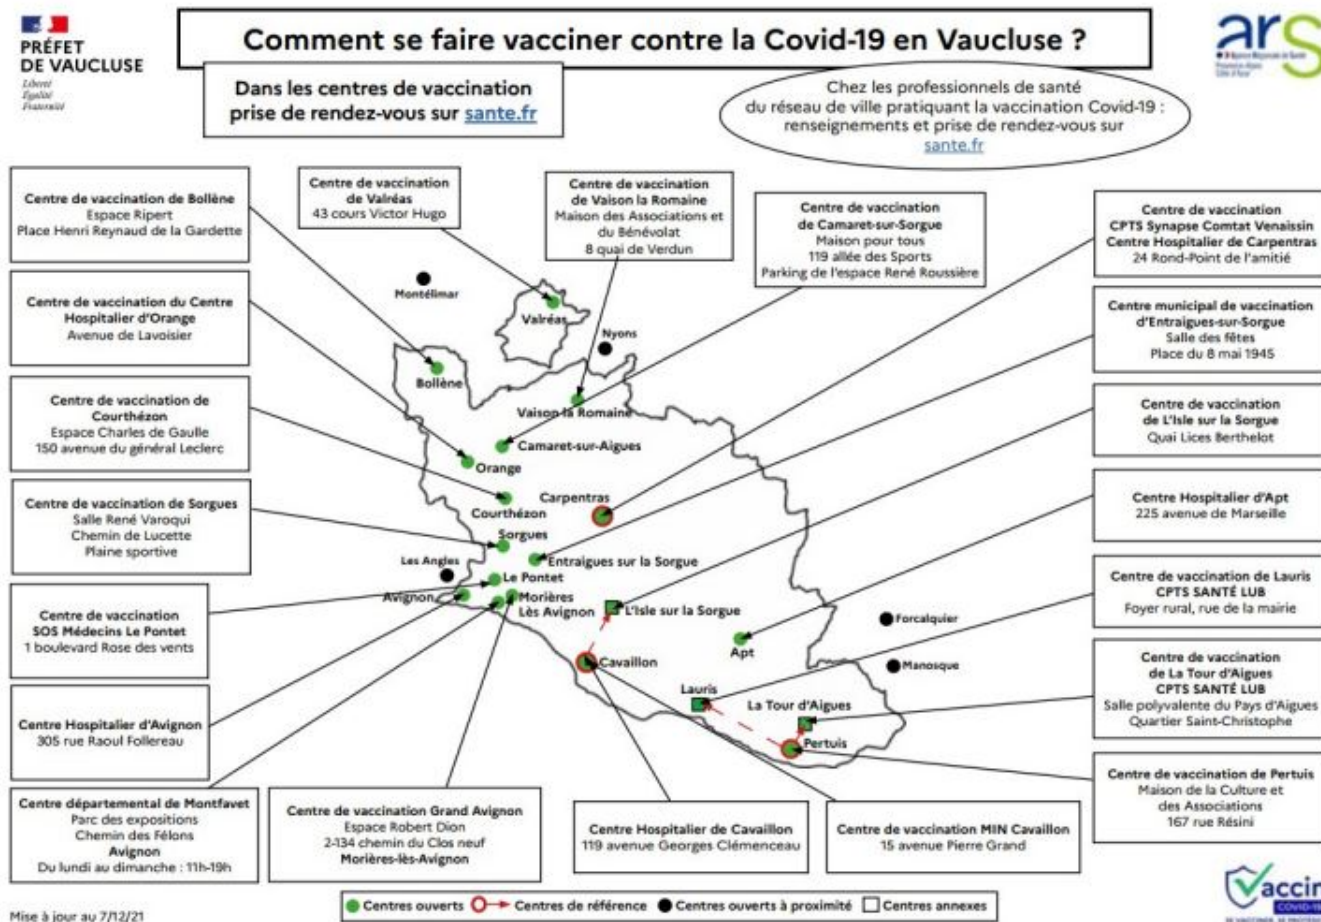 PRÉFET
DE VAUCLUSE
Liberté
Égalité
Fraternité
Comment se faire vacciner contre la Covid-19 en Vaucluse ?
ars
Dans les centres de vaccination
prise de rendez-vous sur sante.fr
Chez les professionnels de santé
du réseau de ville pratiquant la vaccination Covid-19 :
renseignements et prise de rendez-vous sur
sante.fr
Centre de vaccination de Bollène
Espace Ripert
Place Henri Reynaud de la Gardette
Centre de vaccination
de Valréas
43 cours Victor Hugo
Centre de vaccination
de Vaison la Romaine
Maison des Associations et
du Bénévolat
8 quai de Verdun
Centre de vaccination
de Camaret-sur-Sorgue
Maison pour tous
119 allée des Sports
Parking de l'espace René Roussière
Centre de vaccination
CPTS Synapse Comtat Venaissin
Centre Hospitalier de Carpentras
24 Rond-Point de l'amitié
Centre de vaccination du Centre
Hospitalier d'Orange
Avenue de Lavoisier
Centre municipal de vaccination
d'Entraigues-sur-Sorgue
Salle des fêtes
Place du 8 mai 1945
Centre de vaccination de
Courthézon
Espace Charles de Gaulle
150 avenue du général Leclerc
Centre de vaccination
de L'Isle sur la Sorgue
Quai Lices Berthelot
Centre de vaccination de Sorgues
Salle René Varoqui
Chemin de Lucette
Plaine sportive
Centre Hospitalier d'Apt
225 avenue de Marseille
Centre de vaccination
SOS Médecins Le Pontet
1 boulevard Rose des vents
Centre de vaccination de Lauris
CPTS SANTÉ LUB
Foyer rural, rue de la mairie
Centre Hospitalier d'Avignon
305 rue Raoul Follereau
Centre de vaccination
de La Tour d'Aigues
CPTS SANTÉ LUB
Salle polyvalente du Pays d'Aigues
Quartier Saint-Christophe
Centre départemental de Montfavet
Parc des expositions
Chemin des Félons
Avignon
Du lundi au dimanche : 11h-19h
Centre de vaccination Grand Avignon
Espace Robert Dion
2-134 chemin du Clos neuf
Morières-lès-Avignon
Centre Hospitalier de Cavaillon
119 avenue Georges Clémenceau
Centre de vaccination MIN Cavaillon
15 avenue Pierre Grand
Centre de vaccination de Pertuis
Maison de la Culture et
des Associations
167 rue Résini
Montélimar
Valréas
Nyons
Bollène
Vaison la Romaine
Camaret-sur-Aigues
Orange
Carpentras
Courthézon
Sorgues
Les Angles
Entraigues sur la Sorgue
Le Pontet
Avignon
Morières
Lès Avignon
L'Isle sur la Sorgue
Forcalquier
Apt
Cavaillon
Manosque
Lauris
La Tour d'Aigues
Pertuis
Centres ouverts
Centres de référence
Centres ouverts à proximité
Centres annexes
Mise à jour au 7/12/21
Vaccin
COVID-19